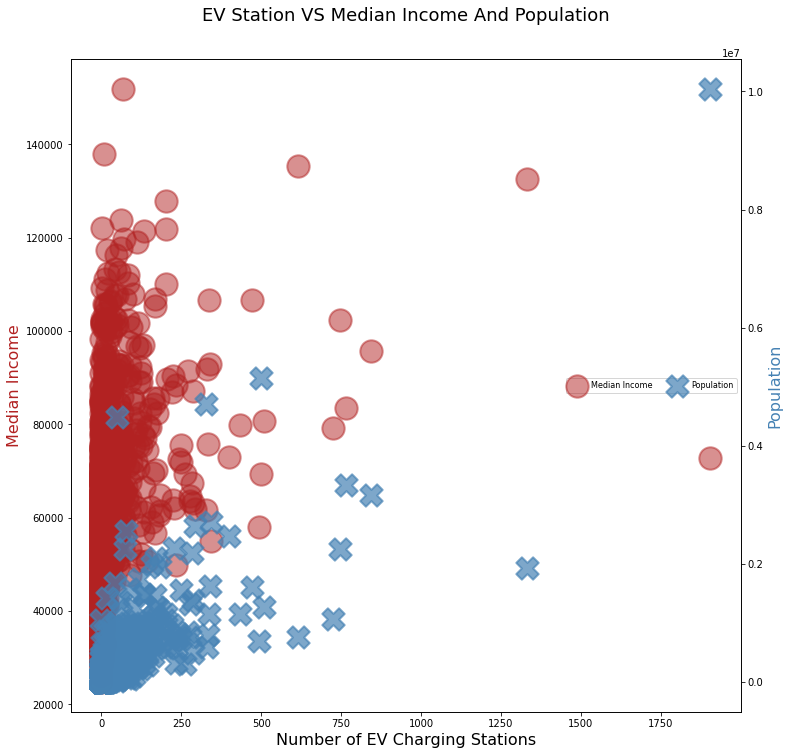 EV Station VS Median Income And Population
1e7
140000
120000
100000
80000
60000
40000
20000
Median Income
1.0
0.8
0.6
0.4
0.2
0.0
Population
Median Income Population
0 250 500 750 1000 1250 1500 1750
Number of EV Charging Stations